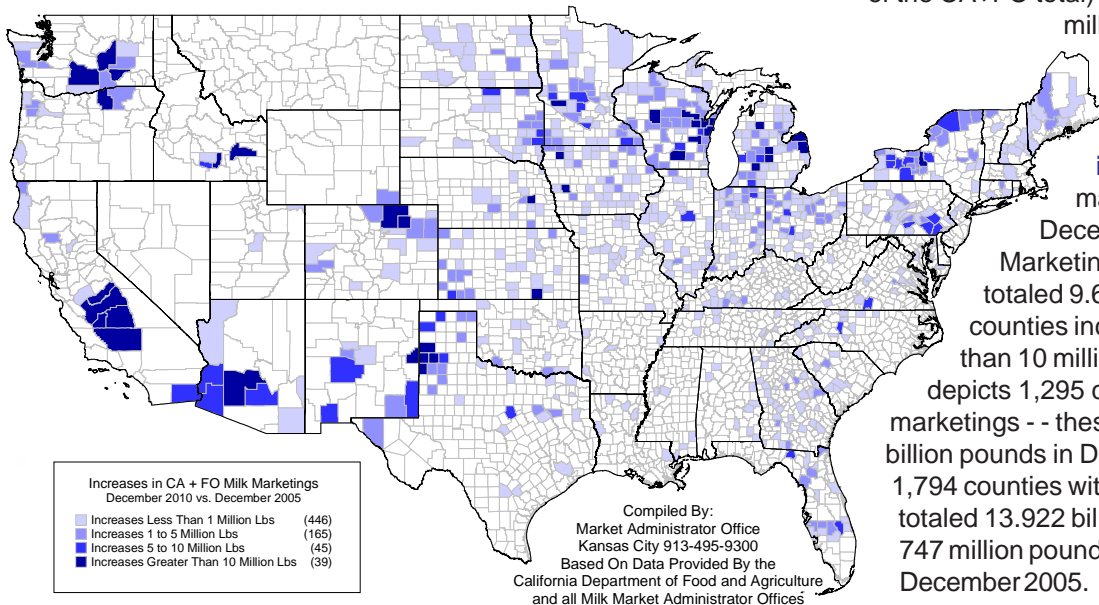 of the CA+FO total)
mill
i
ma
Decem
Marketin
totaled 9.6
counties inc
than 10 milli
depicts 1,295 c
marketings - - thes
billion pounds in D
1,794 counties wit
totaled 13.922 bil
747 million pound
December 2005.
Increases in CA + FO Milk Marketings
December 2010 vs. December 2005
Increases Less Than 1 Million Lbs (446)
Increases 1 to 5 Million Lbs (165)
Increases 5 to 10 Million Lbs (45)
Increases Greater Than 10 Million Lbs (39)
Compiled By:
Market Administrator Office
Kansas City 913-495-9300
Based On Data Provided By the
California Department of Food and Agriculture
and all Milk Market Administrator Offices